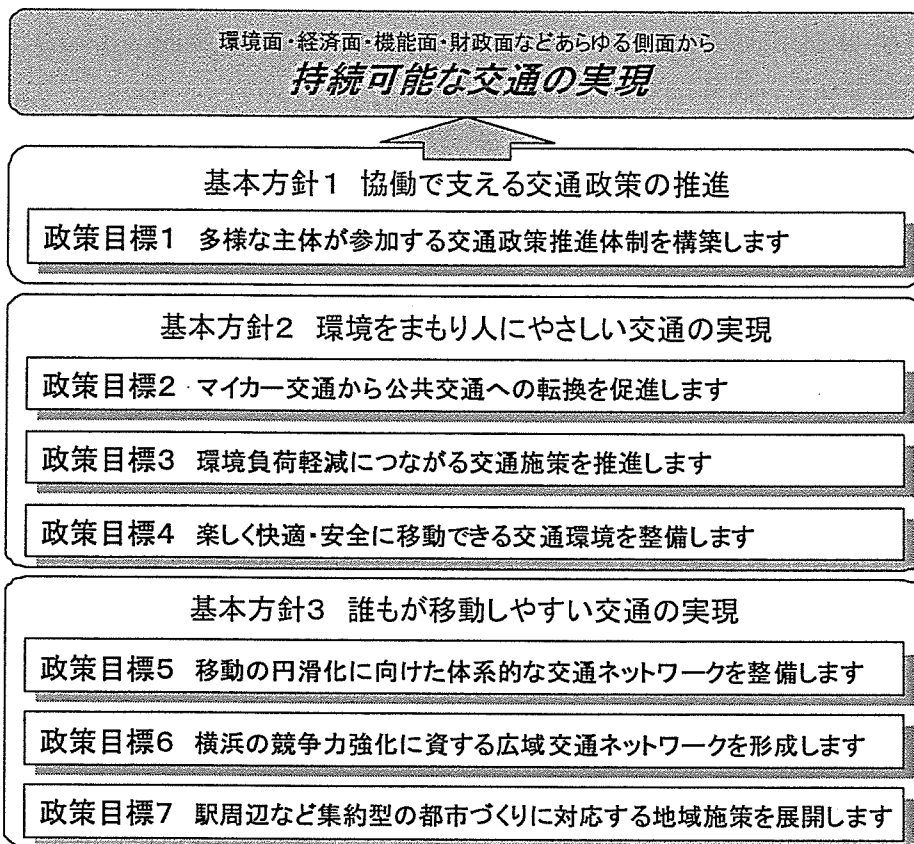 環境面・経済面・機能面・財政面などあらゆる側面から
持続可能な交通の実現
基本方針1 協働で支える交通政策の推進
政策目標1 多様な主体が参加する交通政策推進体制を構築します
基本方針2 環境をまもり人にやさしい交通の実現
政策目標2 マイカー交通から公共交通への転換を促進します
政策目標3 環境負荷軽減につながる交通施策を推進します
政策目標4 楽しく快適・安全に移動できる交通環境を整備します
基本方針3 誰もが移動しやすい交通の実現
政策目標5 移動の円滑化に向けた体系的な交通ネットワークを整備します
政策目標6 横浜の競争力強化に資する広域交通ネットワークを形成します
政策目標7 駅周辺など集約型の都市づくりに対応する地域施策を展開します